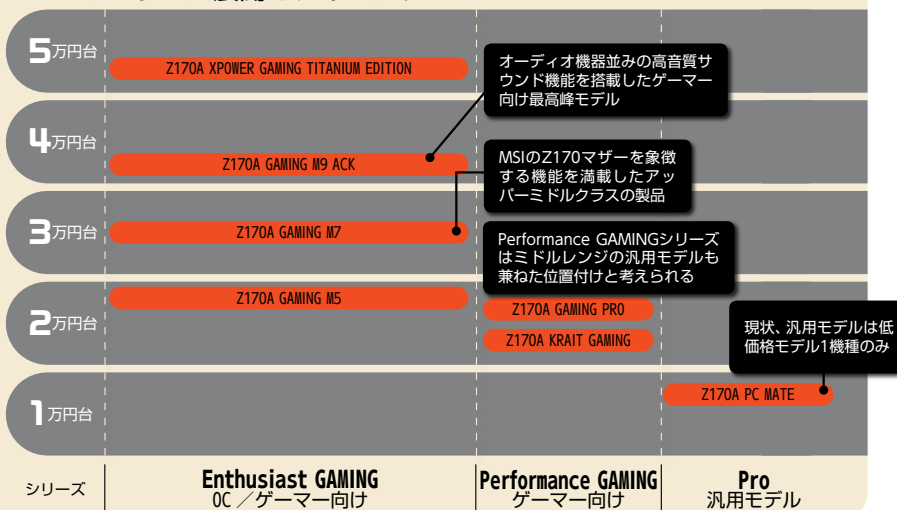 5万円台
Z170A XPOWER GAMING TITANIUM EDITION
オーディオ機器並みの高音質サ
ウンド機能を搭載したゲーマー
向け最高峰モデル
4万円台
Z170A GAMING M9 ACK
MSIのZ170マザーを象徴
する機能を満載したアッ
パーミドルクラスの製品
3万円台
Z170A GAMING M7
Performance GAMINGシリーズ
はミドルレンジの汎用モデルも
兼ねた位置付けと考えられる
2万円台
Z170A GAMING M5
Z170A GAMING PRO
Z170A KRAIT GAMING
現状、汎用モデルは低
価格モデル1機種のみ
1万円台
Z170A PC MATE
シリーズ
Enthusiast GAMING
OC／ゲーマー向け
Performance GAMING
ゲーマー向け
Pro
汎用モデル